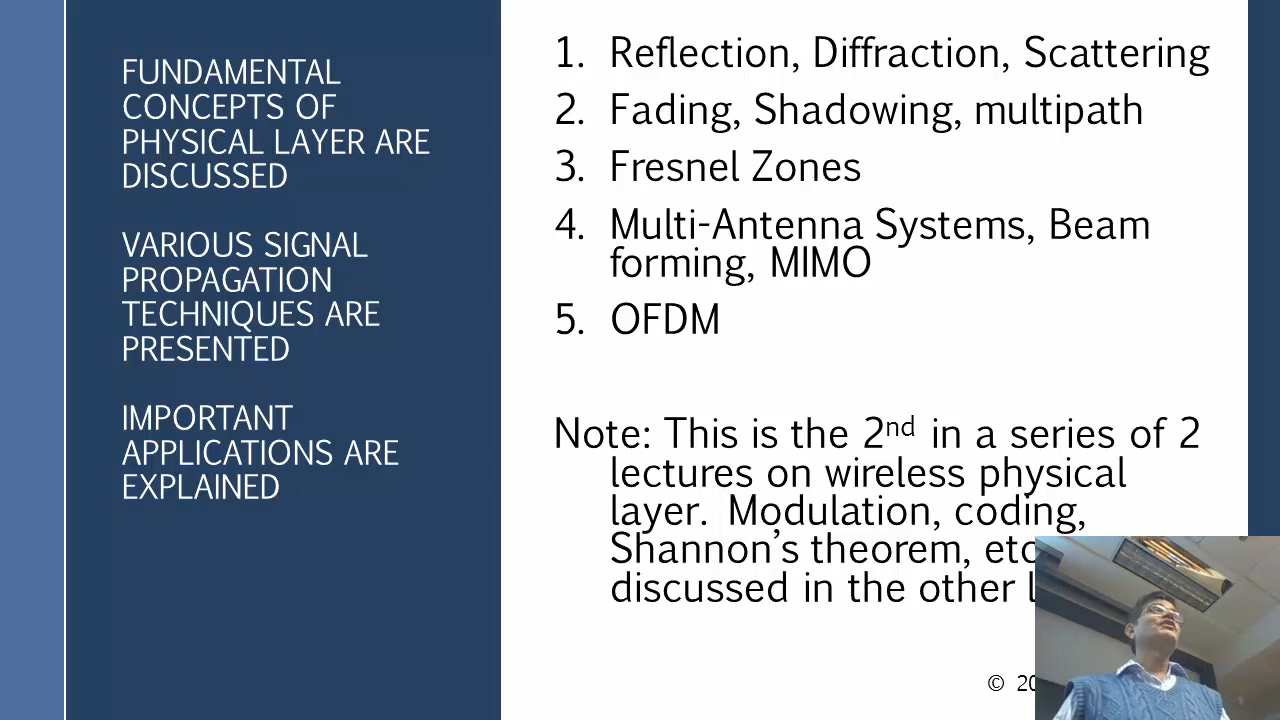 FUNDAMENTAL
CONCEPTS OF
PHYSICAL LAYER ARE
DISCUSSED
VARIOUS SIGNAL
PROPAGATION
TECHNIQUES ARE
PRESENTED
IMPORTANT
APPLICATIONS ARE
EXPLAINED
1. Reflection, Diffraction, Scattering
2. Fading, Shadowing, multipath
3. Fresnel Zones
4. Multi-Antenna Systems, Beam
forming, MIMO
5. OFDM
Note: This is the 2nd in a series of 2
lectures on wireless physical
layer. Modulation, coding,
Shannon's theorem,
discussed in the other
©